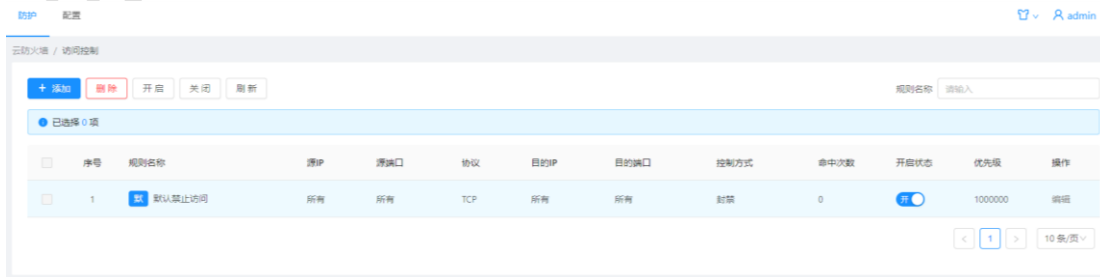 防护 配置 admin
云防火墙 / 访问控制
+ 添加 删除 开启 关闭 刷新 规则名称 请输入
已选择 0 项
序号 规则名称 源IP 源端口 协议 目的IP 目的端口 控制方式 命中次数 开启状态 优先级 操作
1 默 默认禁止访问 所有 所有 TCP 所有 所有 封禁 0 开 1000000 编辑
< 1 > 10 条/页